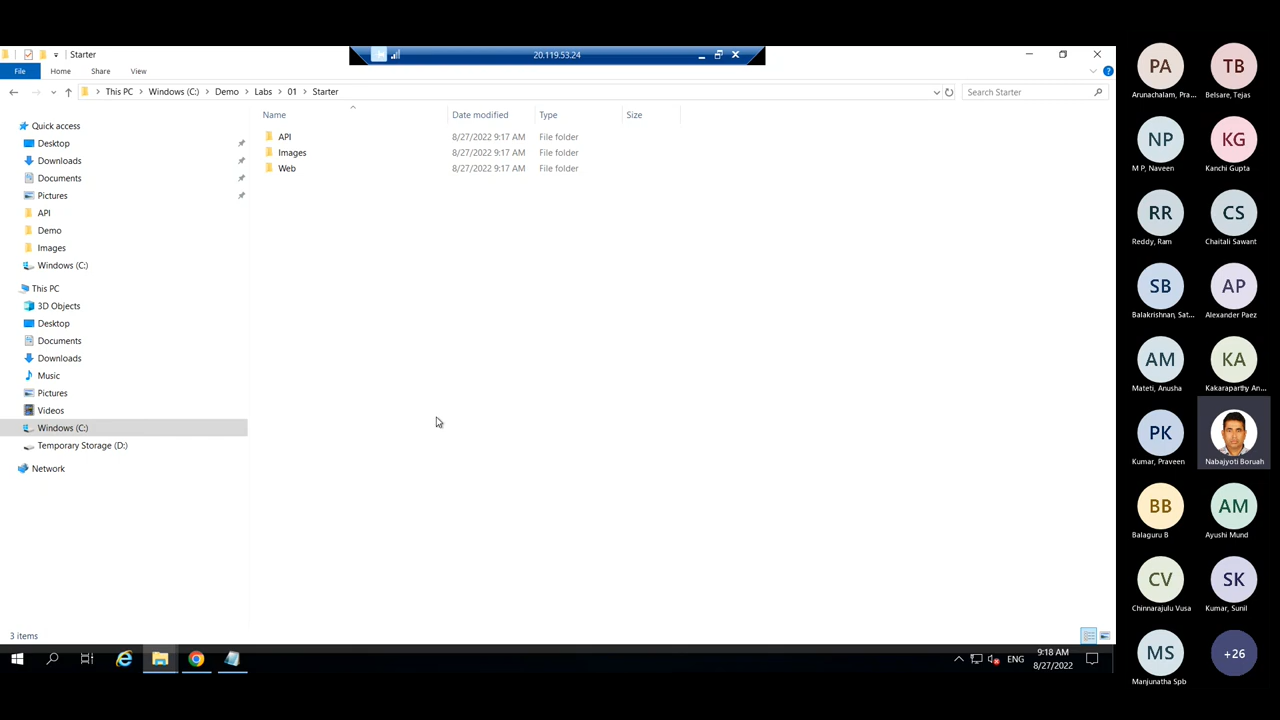 Starter
20.119.53.24
File Home Share View
This PC > Windows (C:) > Demo > Labs > 01 > Starter
Search Starter
Name Date modified Type Size
API 8/27/2022 9:17 AM File folder
Images 8/27/2022 9:17 AM File folder
Web 8/27/2022 9:17 AM File folder
Quick access
Desktop
Downloads
Documents
Pictures
API
Demo
Images
Windows (C:)
This PC
3D Objects
Desktop
Documents
Downloads
Music
Pictures
Videos
Windows (C:)
Temporary Storage (D:)
Network
3 items
ENG
9:18 AM
8/27/2022
PA TB
Arunachalam, Pra... Belsare, Tejas
NP KG
M P, Naveen Kanchi Gupta
RR CS
Reddy, Ram Chaitali Sawant
SB AP
Balakrishnan, Sat... Alexander Paez
AM KA
Mateti, Anusha Kakaraparthy An...
PK
Kumar, Praveen Nabajyoti Boruah
BB AM
Balaguru B Ayushi Mund
CV SK
Chinnarajulu Vusa Kumar, Sunil
MS +26
Manjunatha Spb